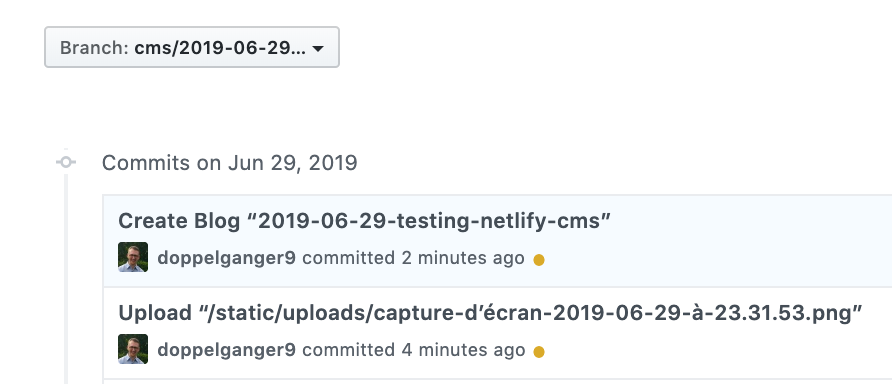 Branch: cms/2019-06-29...
Commits on Jun 29, 2019
Create Blog “2019-06-29-testing-netlify-cms”
doppelganger9 committed 2 minutes ago
Upload “/static/uploads/capture-d’écran-2019-06-29-à-23.31.53.png”
doppelganger9 committed 4 minutes ago